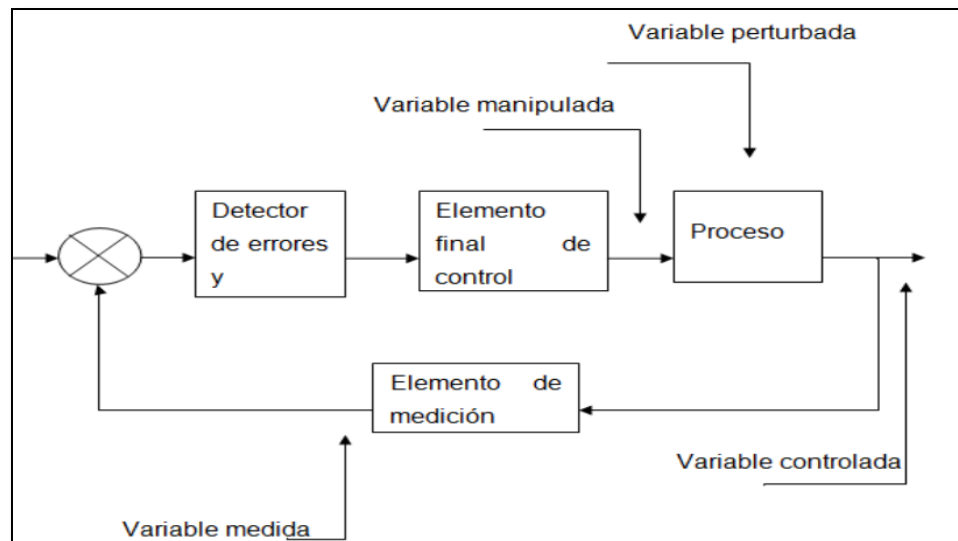 Variable perturbada
Variable manipulada
Detector
de errores
y
Elemento
final de
control
Proceso
Elemento de
medición
Variable controlada
Variable medida